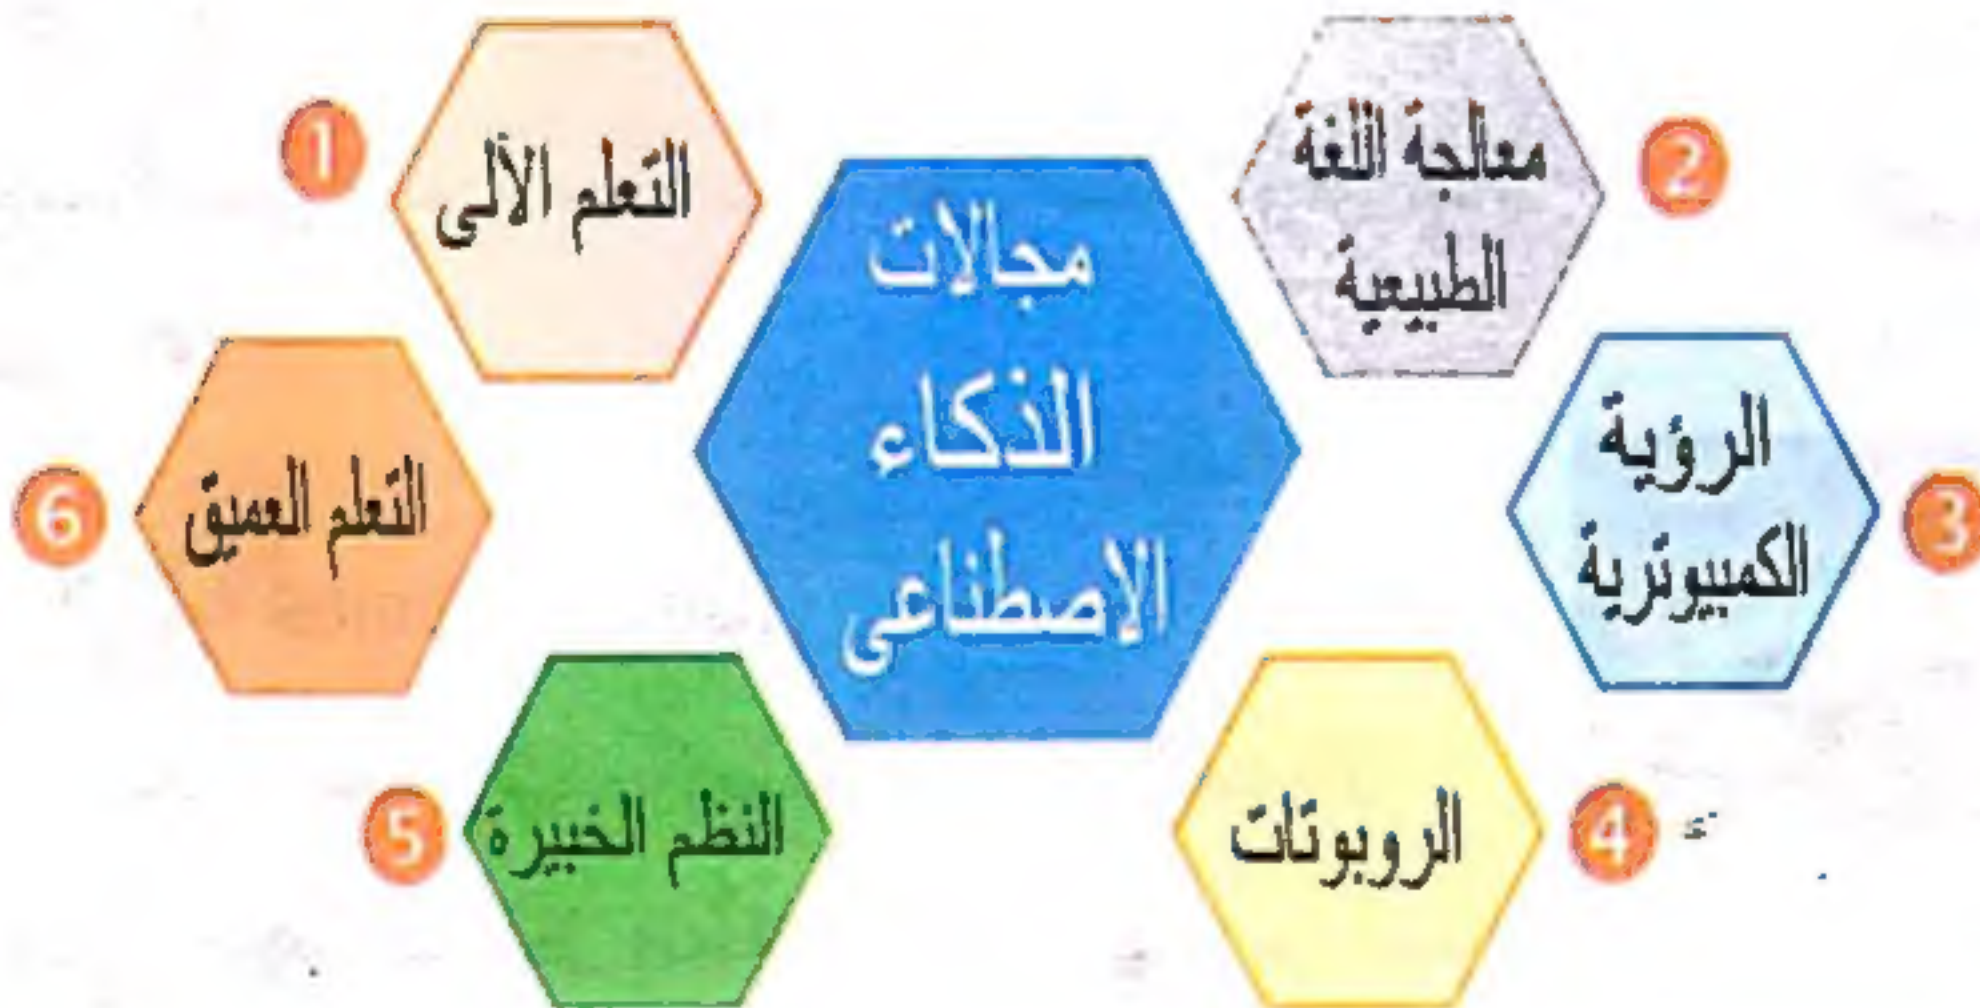 مجالات
الذكاء
الاصطناعى
1
التعلم الألى
2
معالجة اللغة
الطبيعية
3
الرؤية
الكمبيوترية
4
الروبوتات
5
النظم الخبيرة
6
التعلم العميق